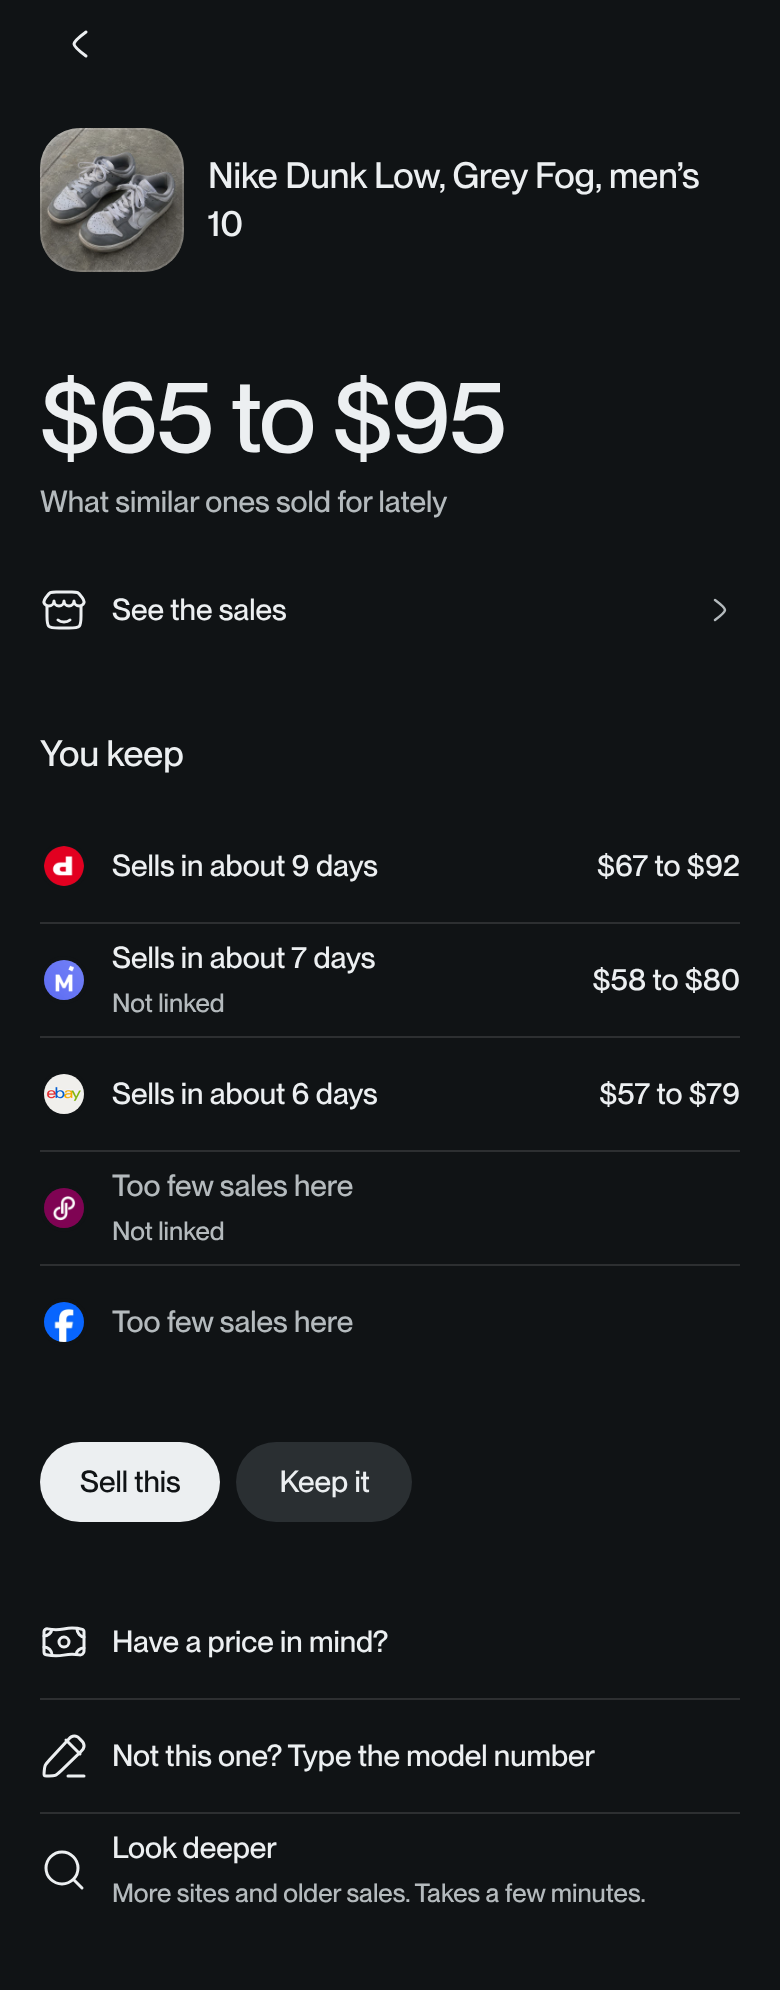 Nike Dunk Low, Grey Fog, men’s
10
$65 to $95
What similar ones sold for lately
See the sales
You keep
d
Sells in about 9 days
$67 to $92
M
Sells in about 7 days
Not linked
$58 to $80
ebay
Sells in about 6 days
$57 to $79
Too few sales here
Not linked
f
Too few sales here
Sell this
Keep it
Have a price in mind?
Not this one? Type the model number
Look deeper
More sites and older sales. Takes a few minutes.